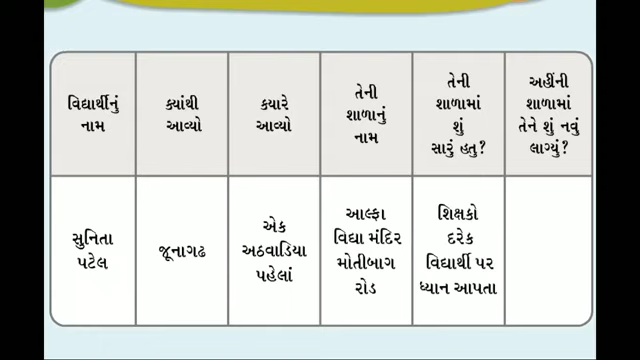 વિદ્યાર્થીનું
નામ
ક્યાંથી
આવ્યો
ક્યારે
આવ્યો
તેની
શાળાનું
નામ
તેની
શાળામાં
શું
સારું હતુ?
અહીંની
શાળામાં
તેને શું નવું
લાગ્યું?
સુનિતા
પટેલ
જૂનાગઢ
એક
અઠવાડિયા
પહેલાં
આલ્ફા
વિદ્યા મંદિર
મોતીબાગ
રોડ
શિક્ષકો
દરેક
વિદ્યાર્થી પર
ધ્યાન આપતા